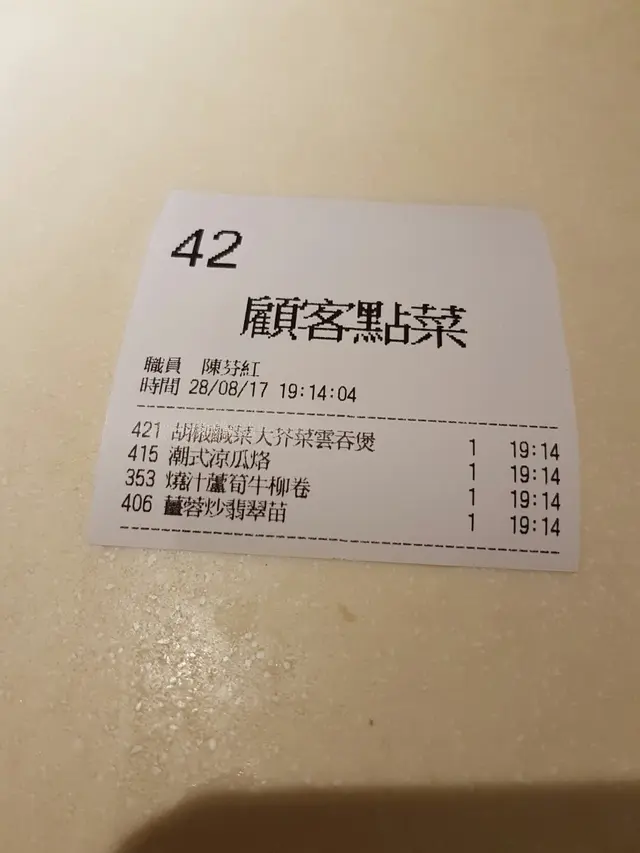 42
顧客點菜
職員 陳芬紅
時間 28/08/17 19:14:04
421 胡椒鹹菜大芥菜雲吞煲 1 19:14
415 潮式涼瓜烙 1 19:14
353 燒汁蘆筍牛柳卷 1 19:14
406 薑蓉炒翡翠苗 1 19:14